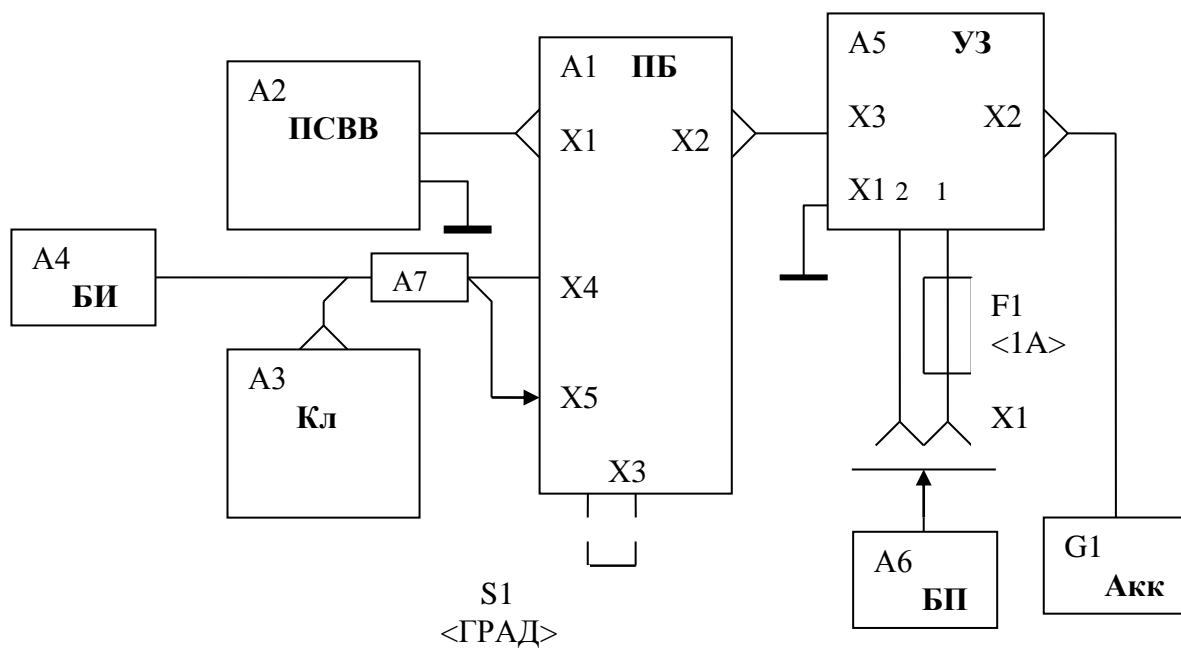 A2
ПСВВ
A4
БИ
A7
A3
Кл
A1 ПБ
X1 X2
X4
X5
X3
S1
<ГРАД>
A5 УЗ
X3 X2
X1 2 1
F1
<1A>
X1
A6
БП
G1
Акк